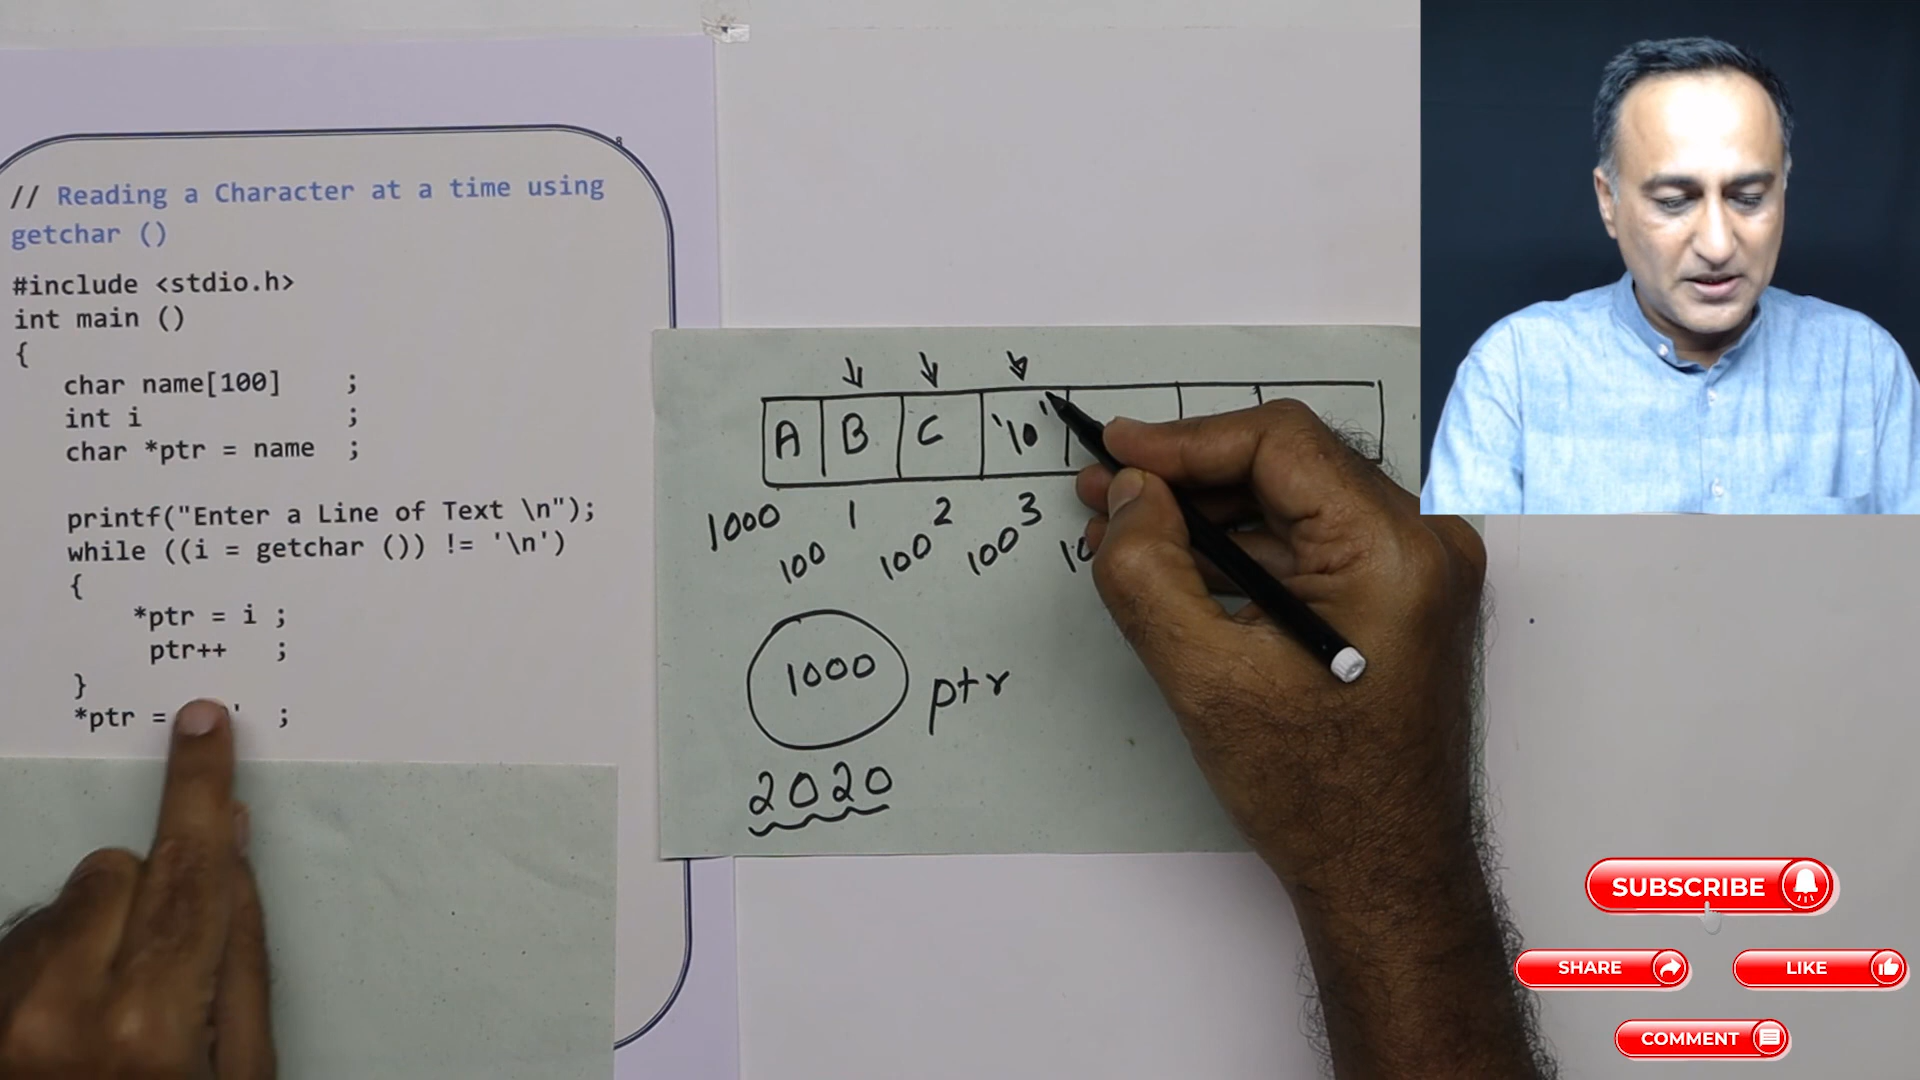 8
// Reading a Character at a time using
getchar ()
#include <stdio.h>
int main ()
{
char name[100] ;
int i ;
char *ptr = name ;
printf("Enter a Line of Text \n");
while ((i = getchar ()) != '\n')
{
*ptr = i ;
ptr++ ;
}
*ptr = ' ;
A B C '\0'
1000 1 2 3
100 100 100 10
1000 ptr
2020
SUBSCRIBE
SHARE LIKE
COMMENT